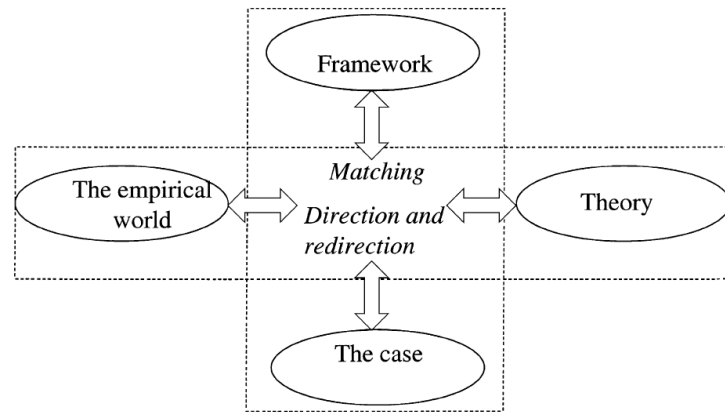 Framework
Matching
The empirical
world
Direction and
redirection
Theory
The case